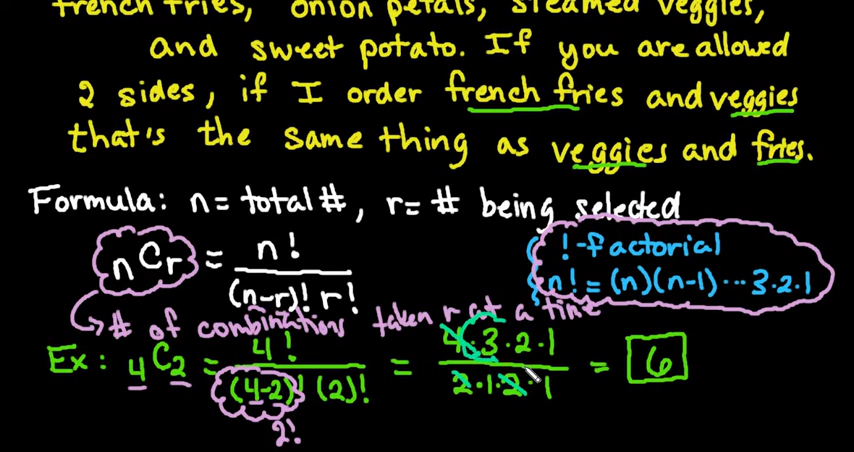 french fries, onion petals, steamed veggies,
and sweet potato. If you are allowed
2 sides, if I order french fries and veggies
that's the same thing as veggies and fries.
Formula: n = total #, r = # being selected
nCr = n! / (n-r)! r!
! - factorial
n! = (n)(n-1) ... 3·2·1
# of combinations taken r at a time
Ex: 4C2 = 4! / (4-2)! (2)! = 4·3·2·1 / 2·1·2·1 = 6
2!